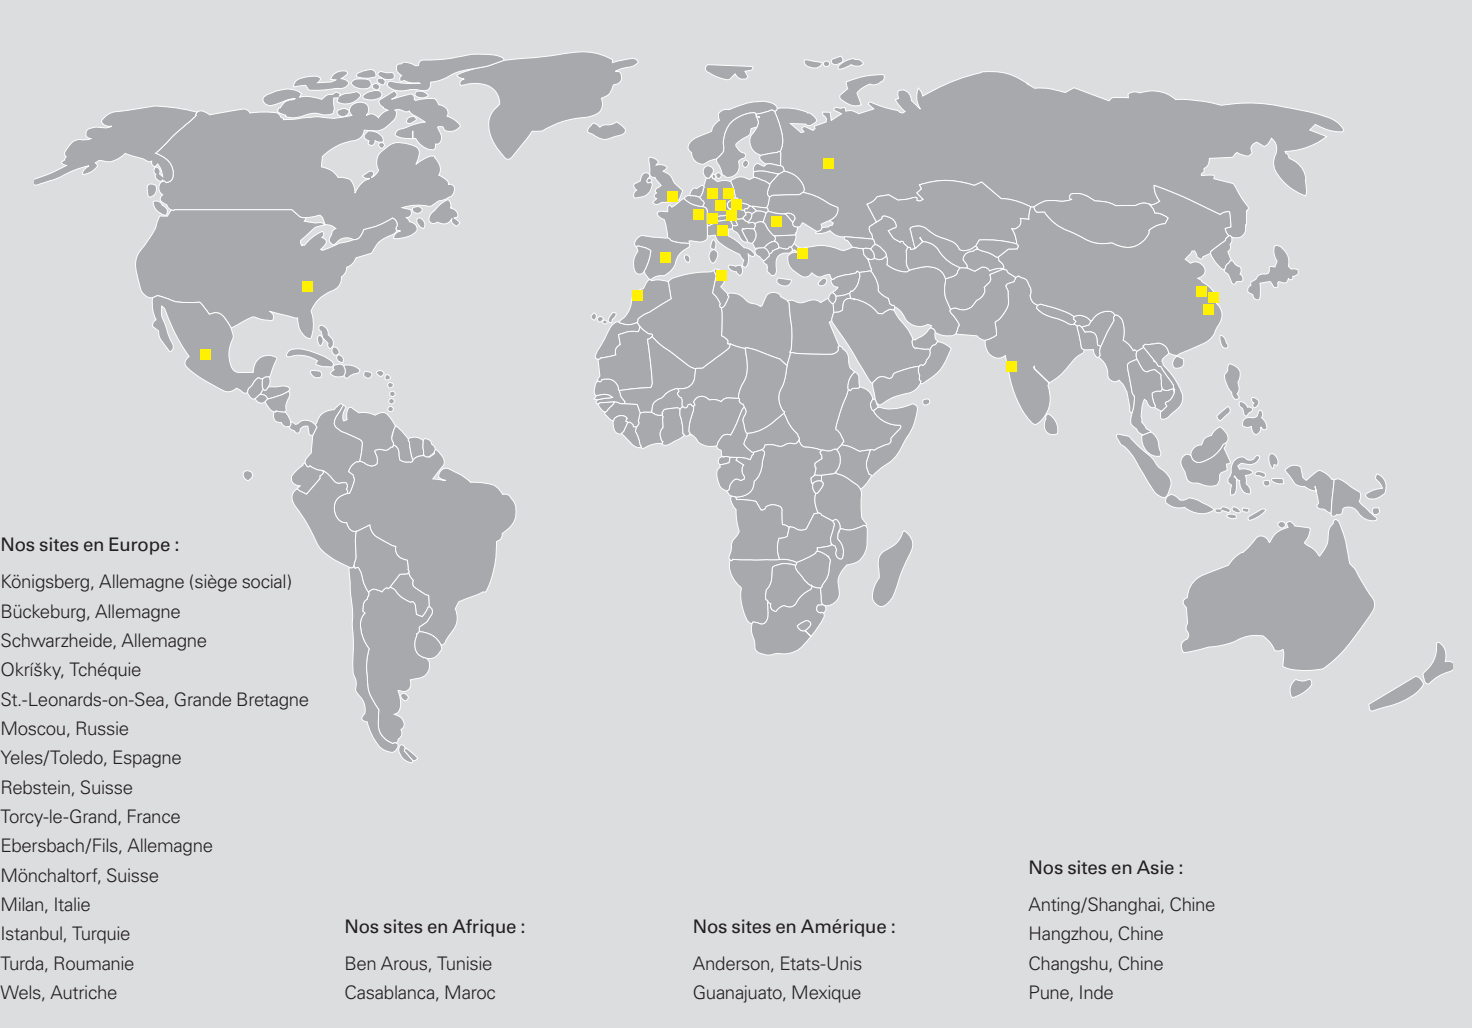 Nos sites en Europe :
Königsberg, Allemagne (siège social)
Bückeburg, Allemagne
Schwarzheide, Allemagne
Okríšky, Tchéquie
St.-Leonards-on-Sea, Grande Bretagne
Moscou, Russie
Yeles/Toledo, Espagne
Rebstein, Suisse
Torcy-le-Grand, France
Ebersbach/Fils, Allemagne
Mönchaltorf, Suisse
Milan, Italie
Istanbul, Turquie
Turda, Roumanie
Wels, Autriche
Nos sites en Afrique :
Ben Arous, Tunisie
Casablanca, Maroc
Nos sites en Amérique :
Anderson, Etats-Unis
Guanajuato, Mexique
Nos sites en Asie :
Anting/Shanghai, Chine
Hangzhou, Chine
Changshu, Chine
Pune, Inde